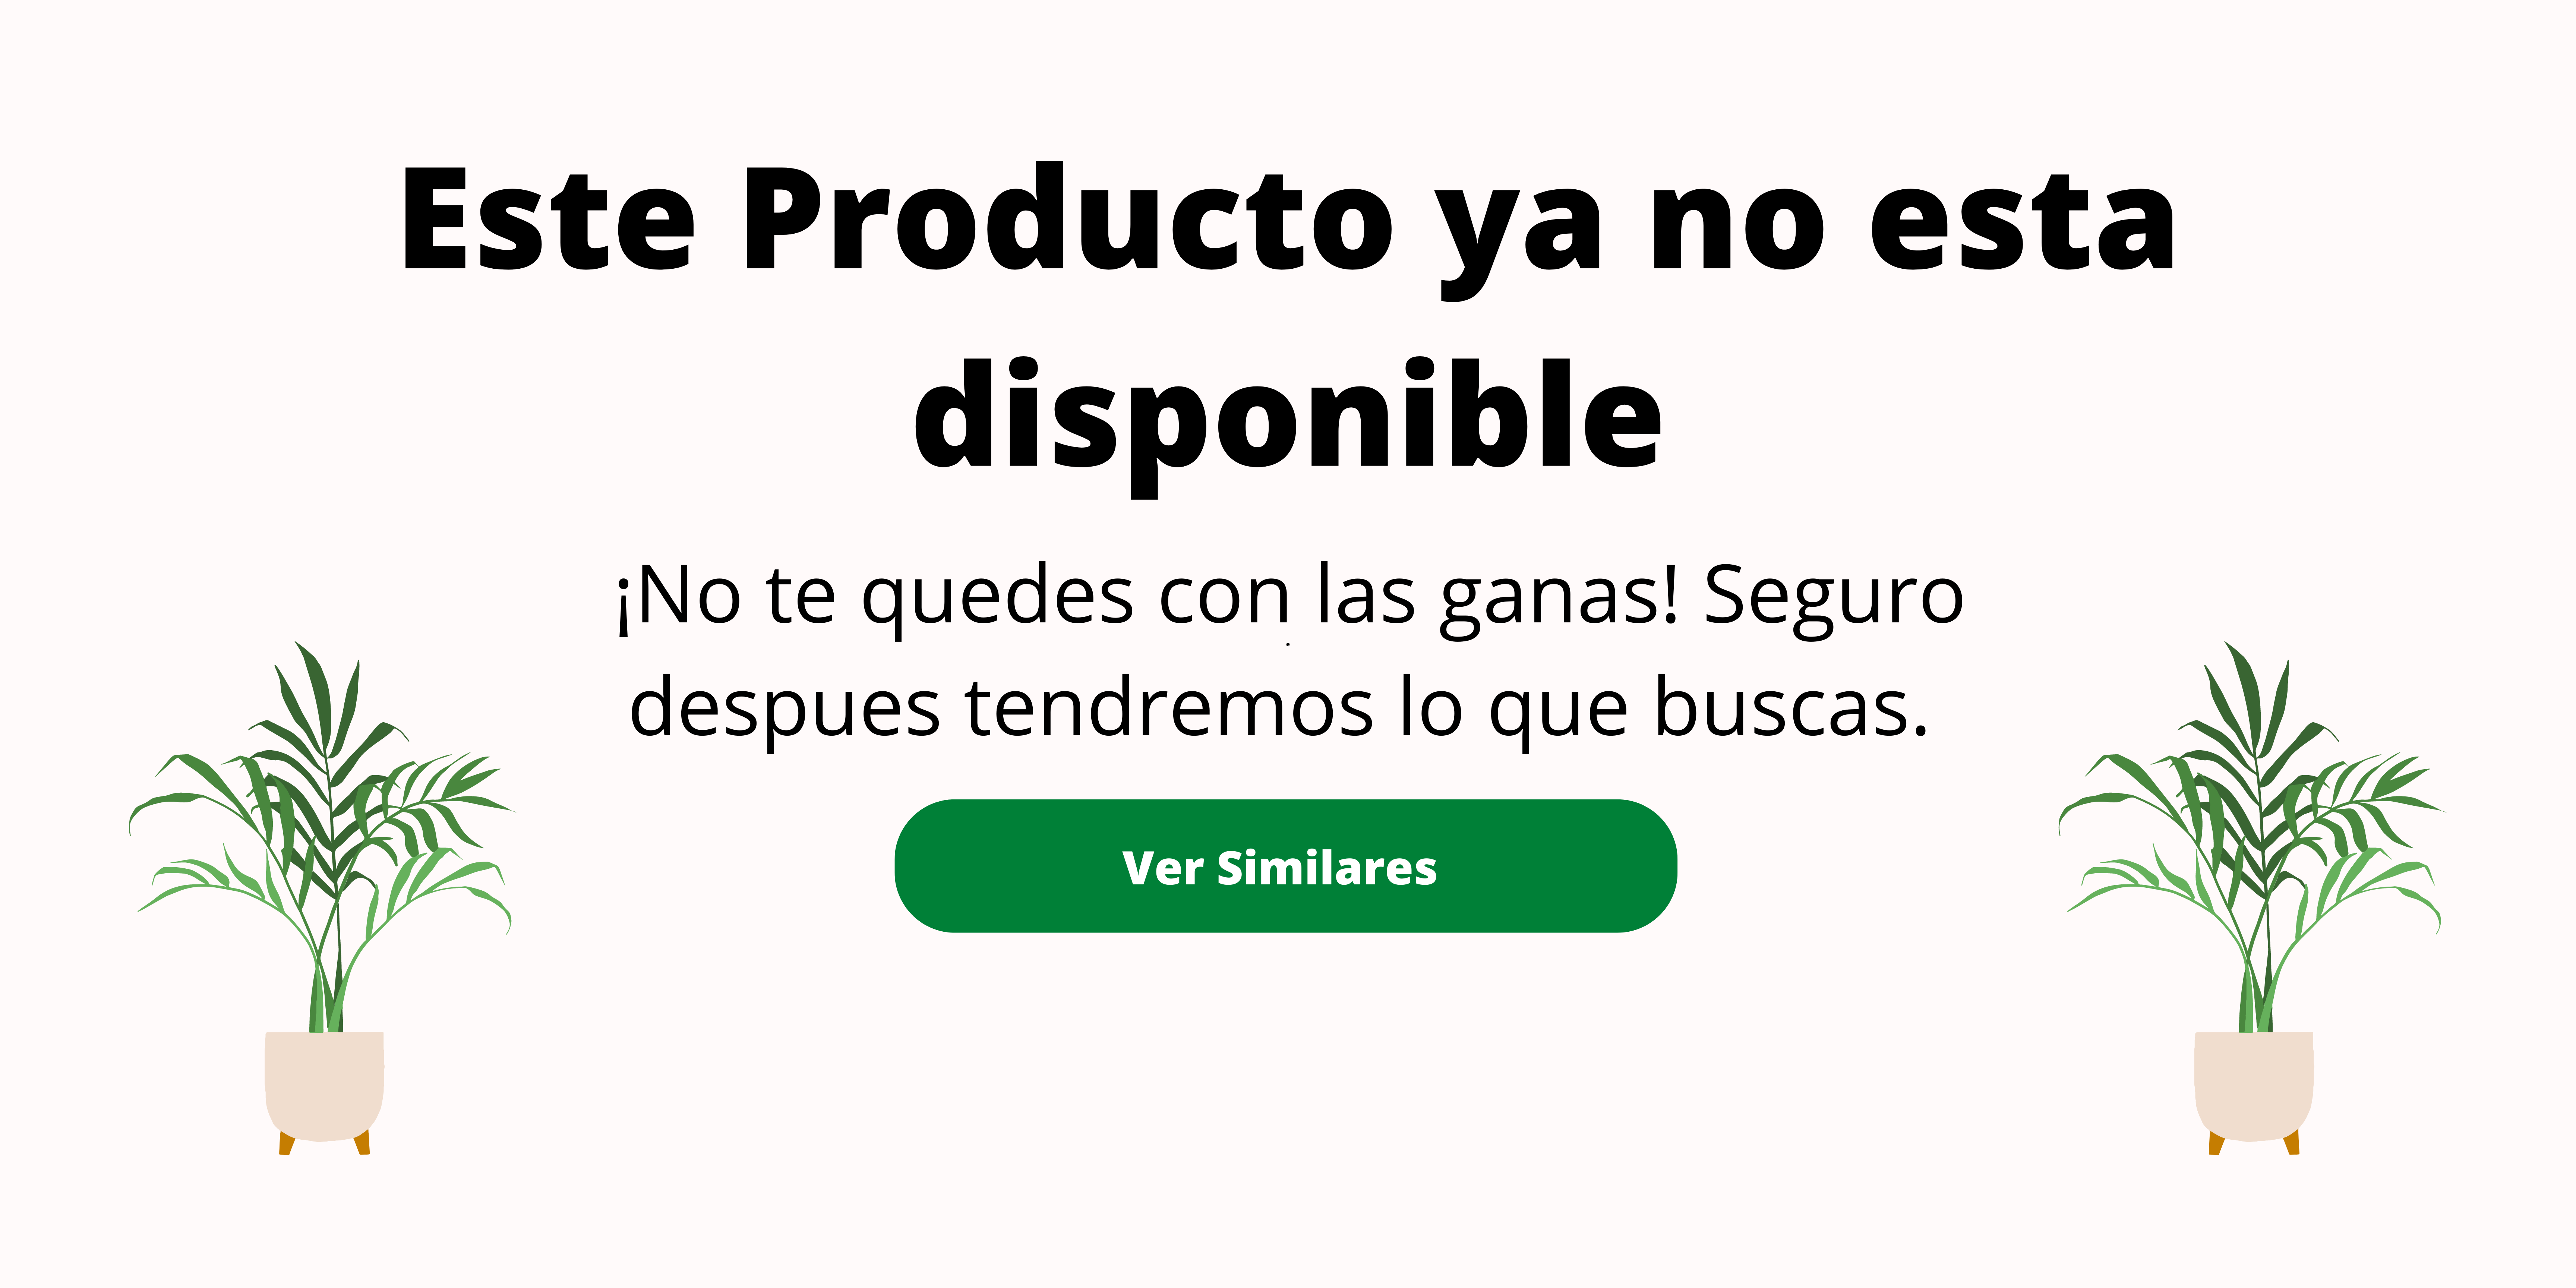 Este Producto ya no esta
disponible
¡No te quedes con las ganas! Seguro
despues tendremos lo que buscas.
Ver Similares